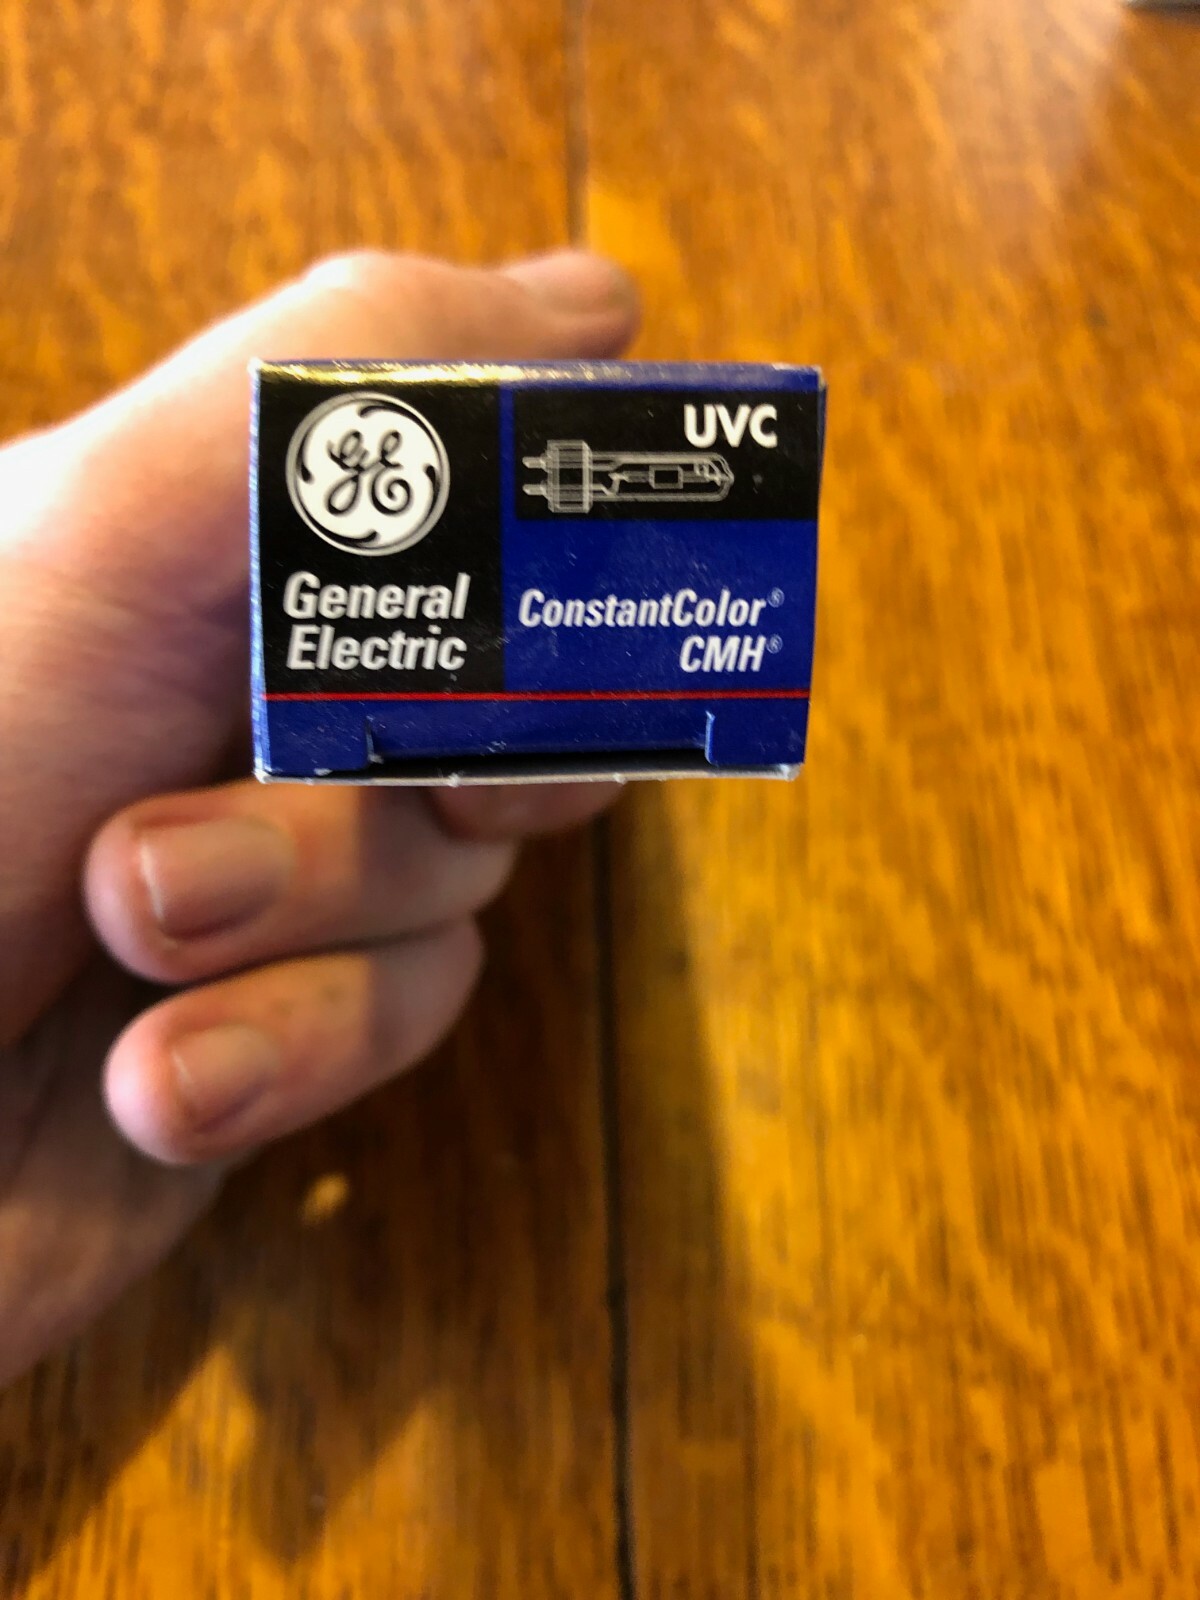 GE
General
Electric
UVC
ConstantColor®
CMH®